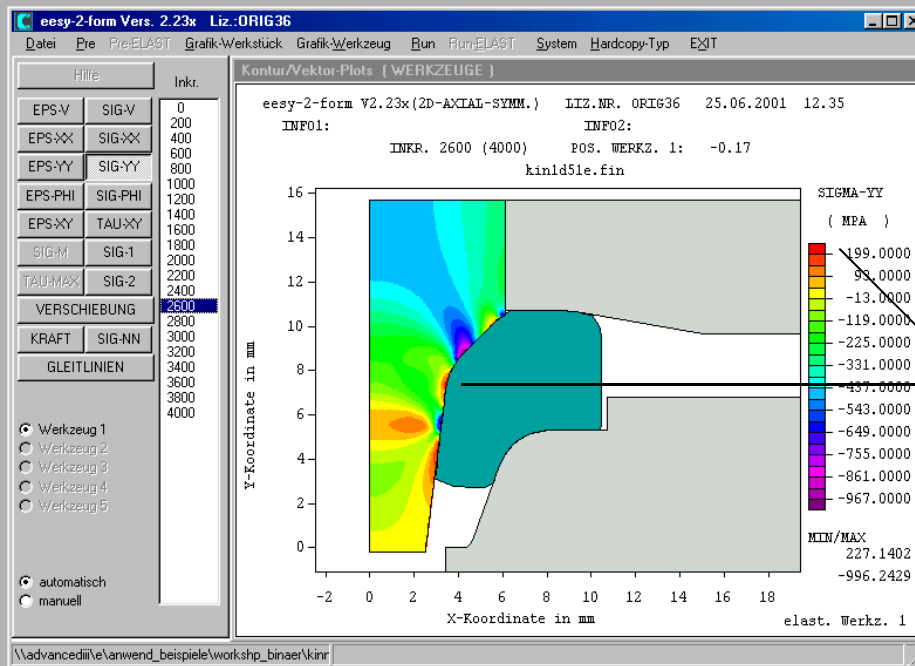 eesy-2-form Vers. 2.23x Liz.:ORIG36
Datei Pre Pre-ELAST Grafik-Werkstück Grafik-Werkzeug Run Run-ELAST System Hardcopy-Typ EXIT
Hilfe
Inkr.
EPS-V SIG-V
EPS-XX SIG-XX
EPS-YY SIG-YY
EPS-PHI SIG-PHI
EPS-XY TAU-XY
SIG-M SIG-1
TAU-MAX SIG-2
VERSCHIEBUNG
KRAFT SIG-NN
GLEITLINIEN
0
200
400
600
800
1000
1200
1400
1600
1800
2000
2200
2400
2600
2800
3000
3200
3400
3600
3800
4000
Werkzeug 1
Werkzeug 2
Werkzeug 3
Werkzeug 4
Werkzeug 5
automatisch
manuell
Kontur/Vektor-Plots ( WERKZEUGE )
eesy-2-form V2.23x(2D-AXIAL-SYMM.) LIZ.NR. ORIG36 25.06.2001 12.35
INFO1: INFO2:
INKR. 2600 (4000) POS. WERKZ. 1: -0.17
kin1d51e.fin
Y-Koordinate in mm
16
14
12
10
8
6
4
2
0
-2 0 2 4 6 8 10 12 14 16 18
X-Koordinate in mm
SIGMA-YY
( MPA )
199.0000
93.0000
-13.0000
-119.0000
-225.0000
-331.0000
-437.0000
-543.0000
-649.0000
-755.0000
-861.0000
-967.0000
MIN/MAX
227.1402
-996.2429
elast. Werkz. 1
\\advancediii\e\anwend_beispiele\workshp_binaer\kinr